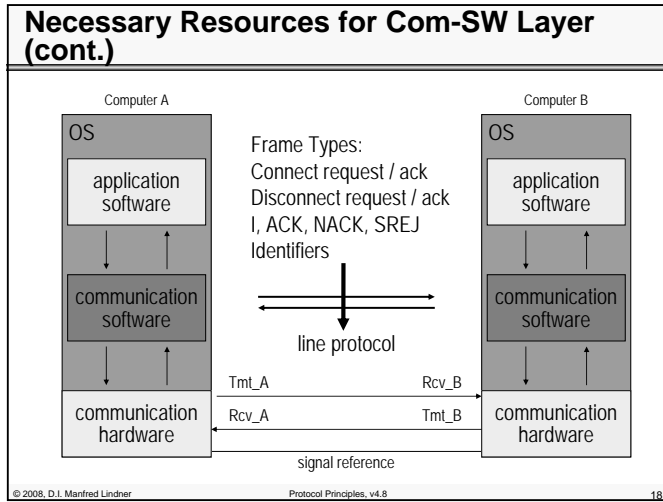 Necessary Resources for Com-SW Layer
(cont.)
Computer A
Computer B
OS
application
software
communication
software
communication
hardware
Frame Types:
Connect request / ack
Disconnect request / ack
I, ACK, NACK, SREJ
Identifiers
line protocol
OS
application
software
communication
software
communication
hardware
Tmt_A
Rcv_B
Rcv_A
Tmt_B
signal reference
© 2008, D.I. Manfred Lindner
Protocol Principles, v4.8
18